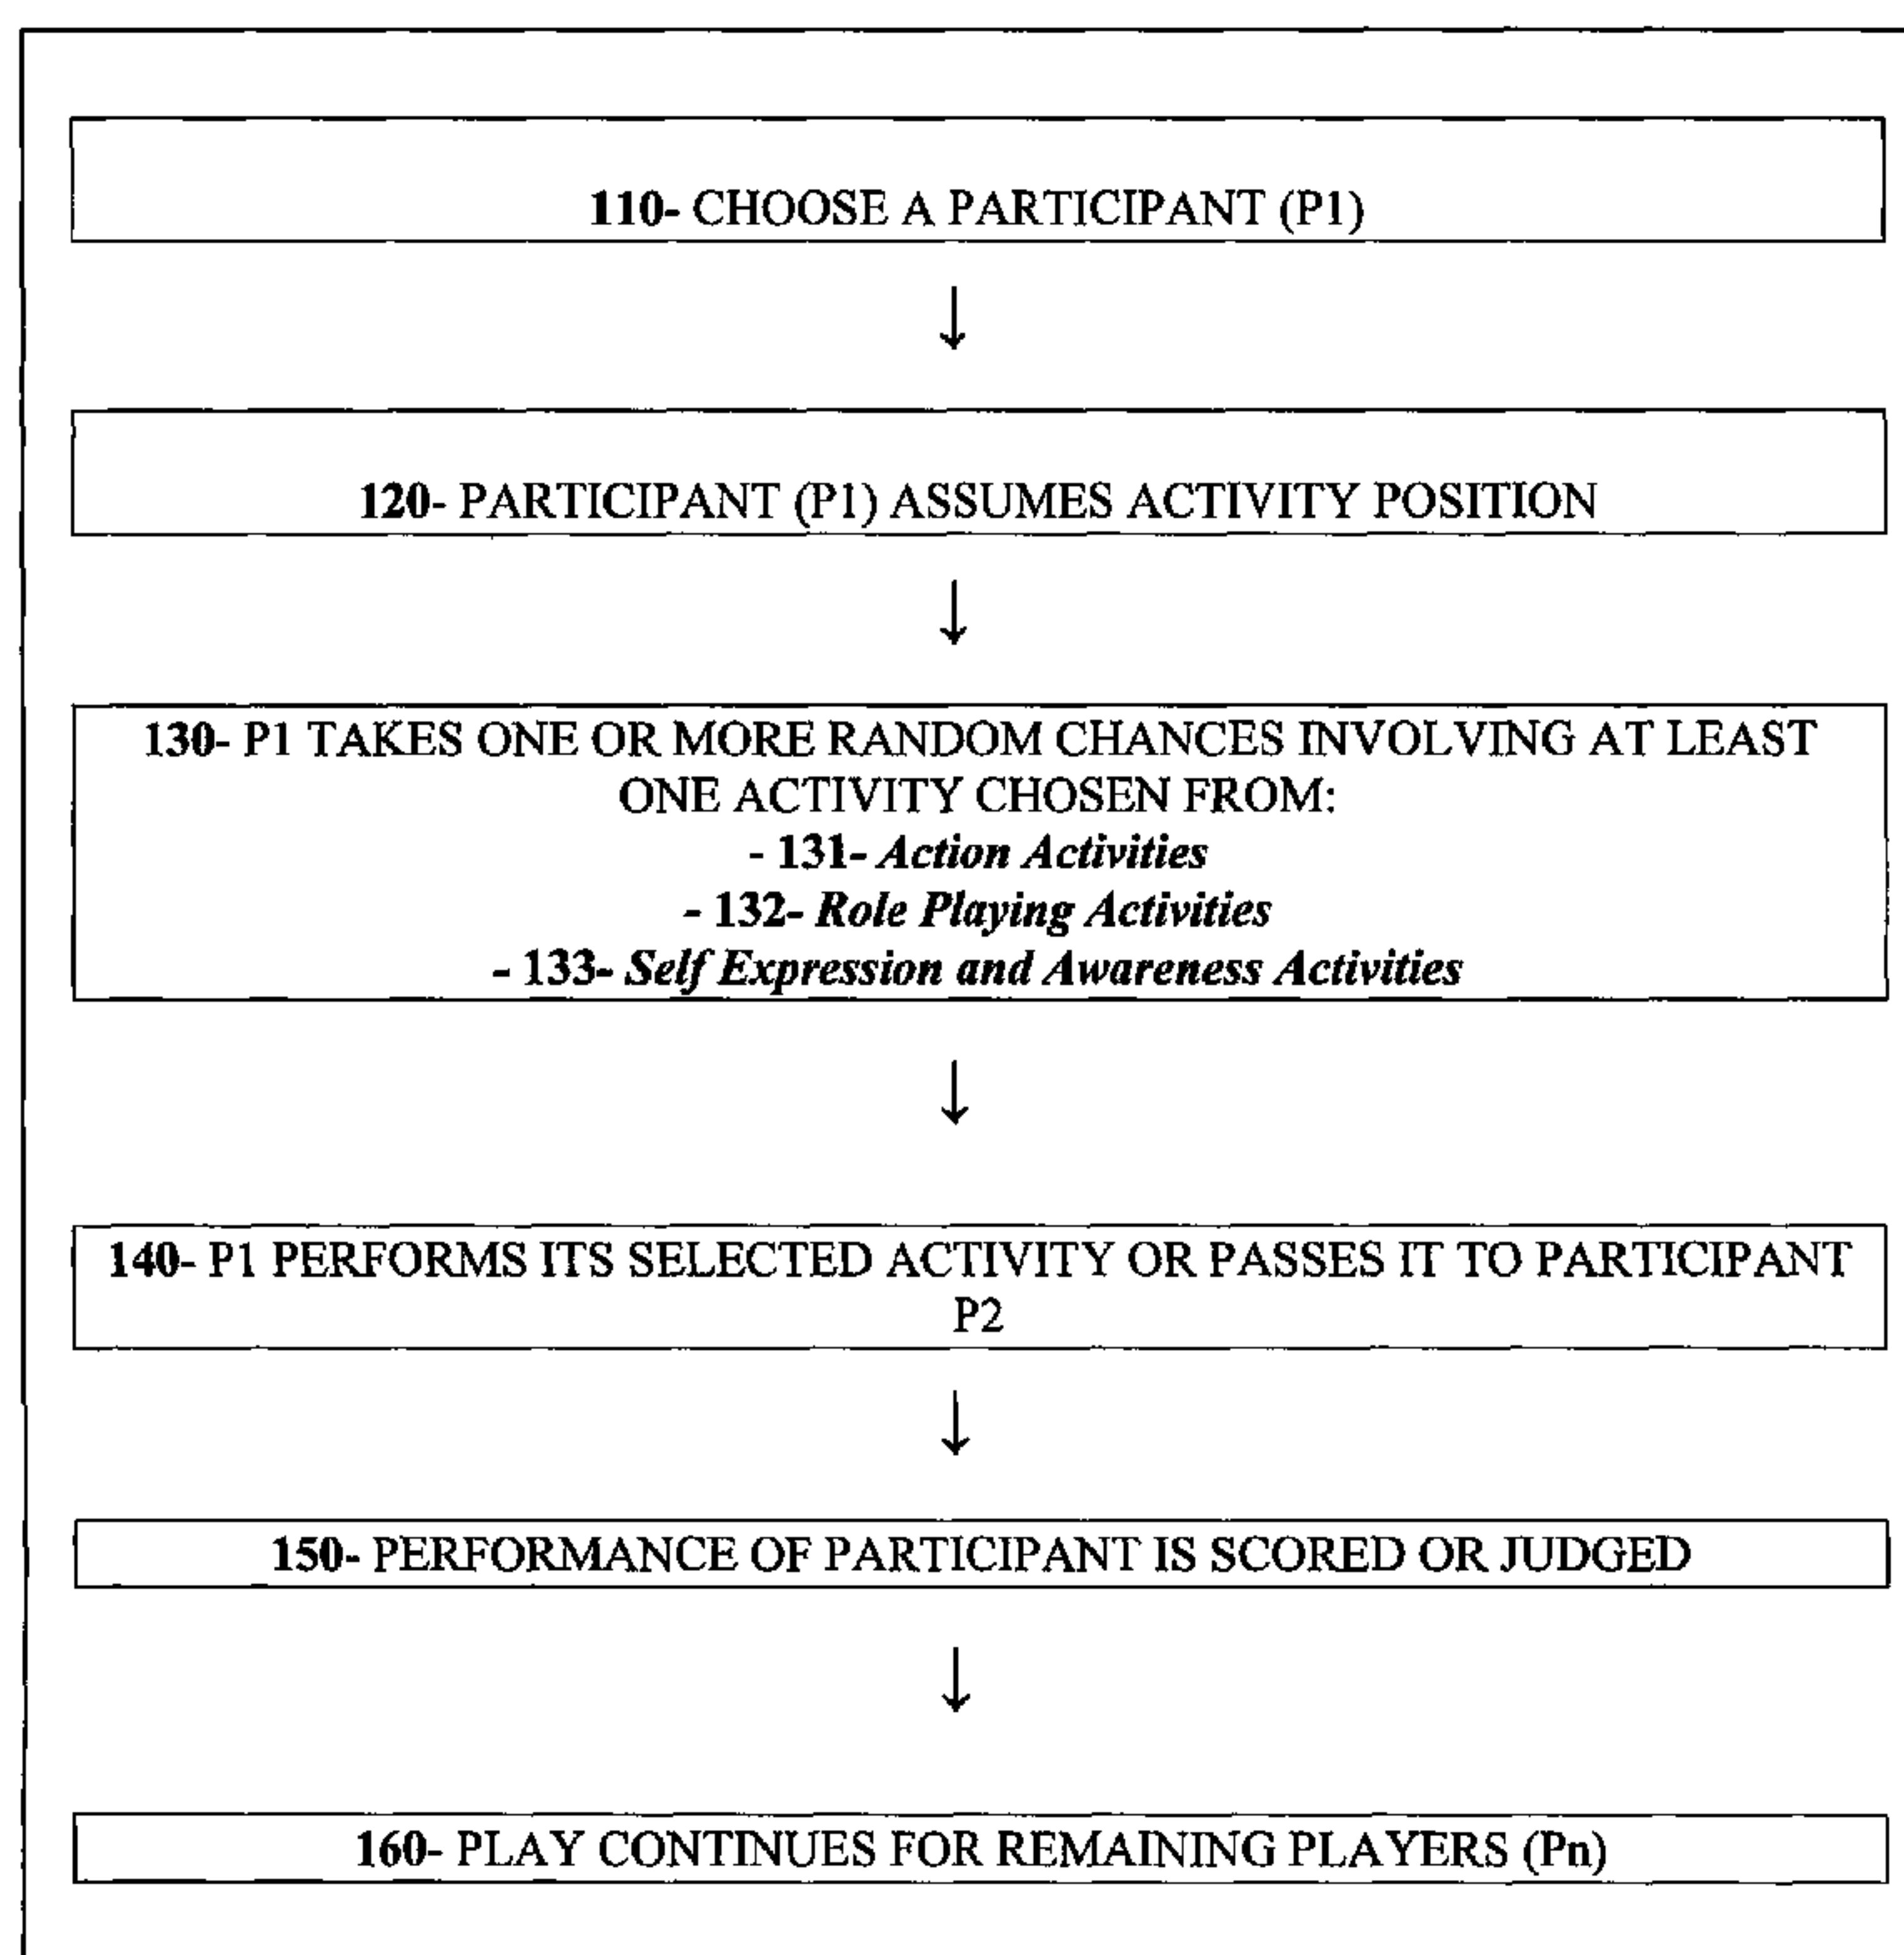 110- CHOOSE A PARTICIPANT (P1)
↓
120- PARTICIPANT (P1) ASSUMES ACTIVITY POSITION
↓
130- P1 TAKES ONE OR MORE RANDOM CHANCES INVOLVING AT LEAST
ONE ACTIVITY CHOSEN FROM:
- 131- Action Activities
- 132- Role Playing Activities
- 133- Self Expression and Awareness Activities
↓
140- P1 PERFORMS ITS SELECTED ACTIVITY OR PASSES IT TO PARTICIPANT
P2
↓
150- PERFORMANCE OF PARTICIPANT IS SCORED OR JUDGED
↓
160- PLAY CONTINUES FOR REMAINING PLAYERS (Pn)